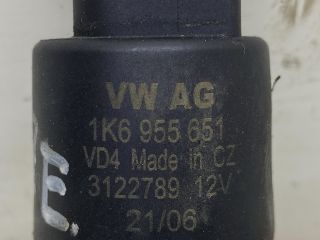 VW AG
1K6 955 651
VD4 Made in CZ
3122789 12V
21/06
E